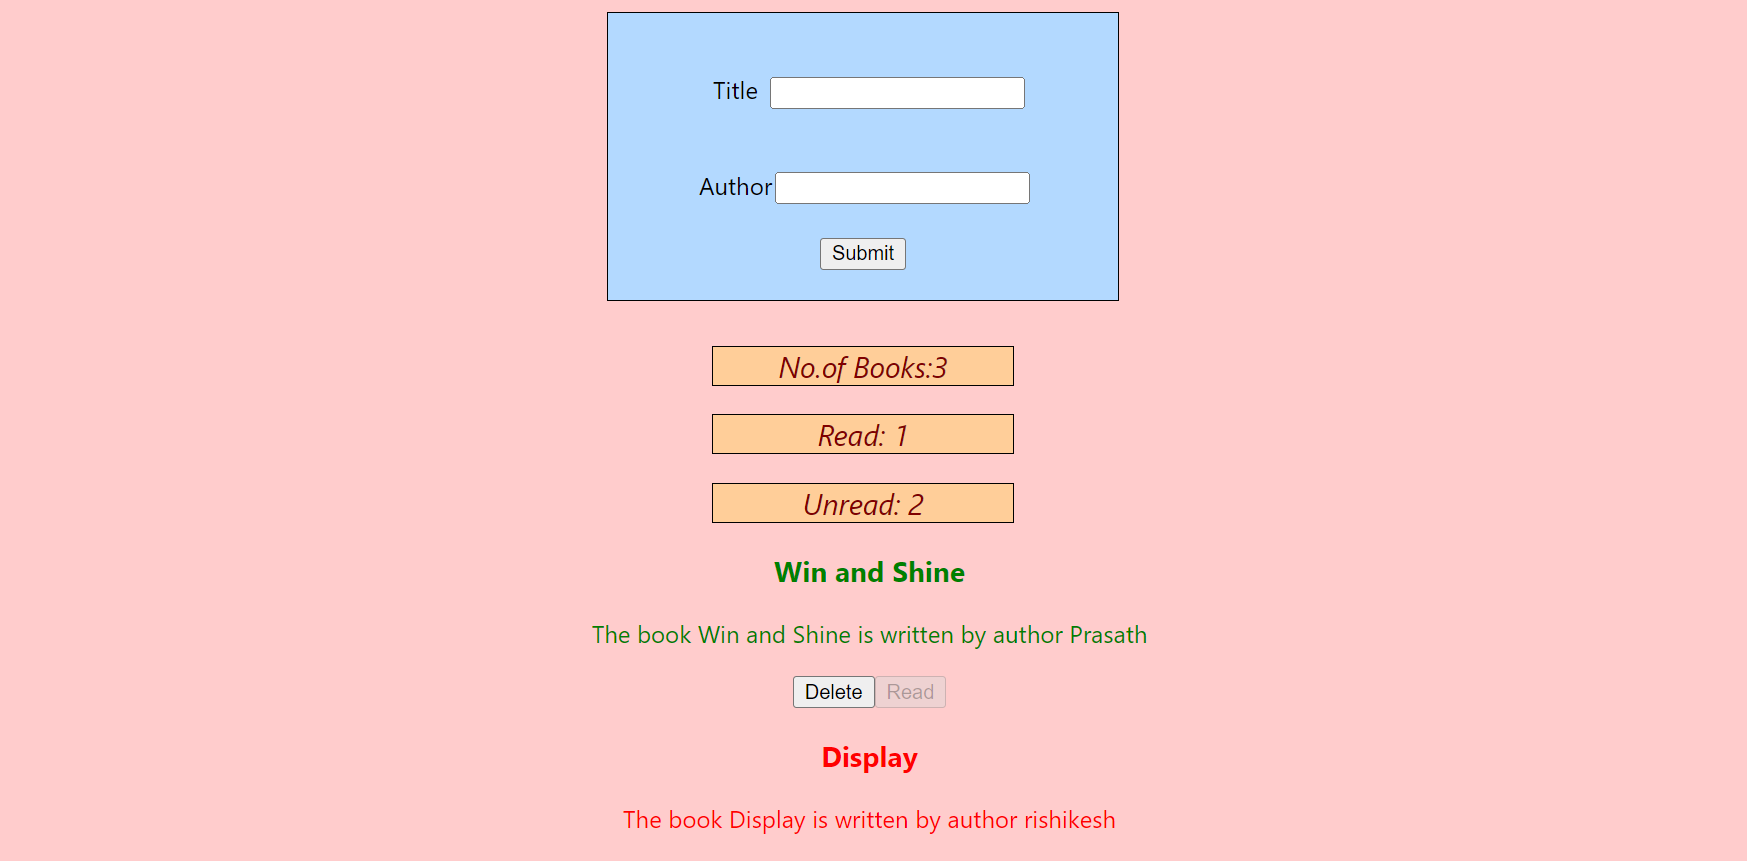 Title
Author
Submit
No.of Books:3
Read: 1
Unread: 2
Win and Shine
The book Win and Shine is written by author Prasath
Delete Read
Display
The book Display is written by author rishikesh